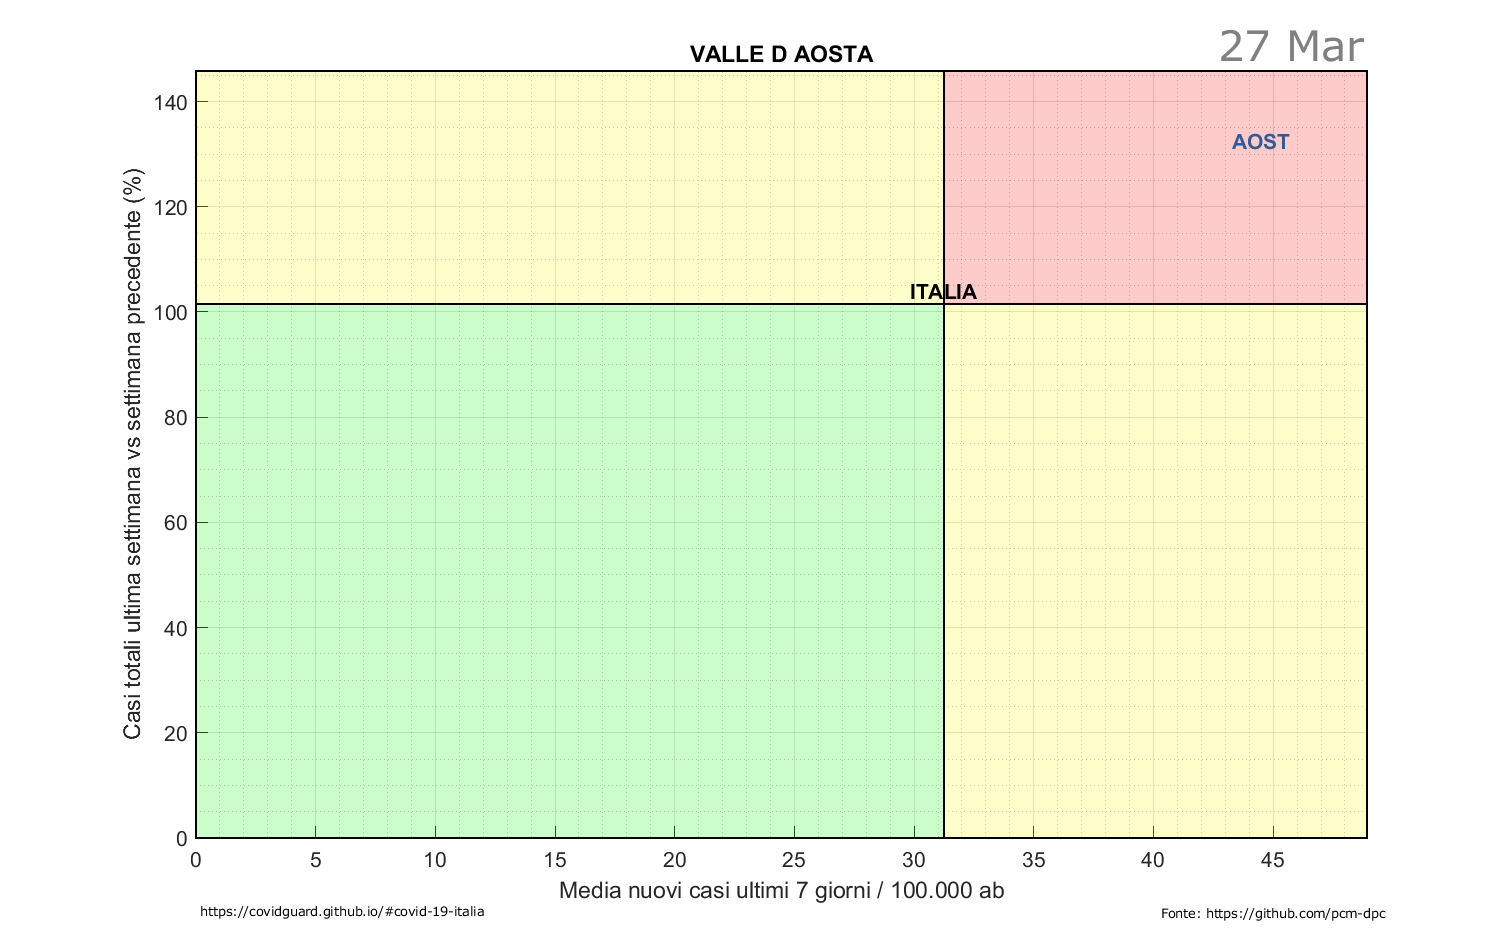 27 Mar
VALLE D AOSTA
140
120
100
80
60
40
20
0
Casi totali ultima settimana vs settimana precedente (%)
AOST
ITALIA
0 5 10 15 20 25 30 35 40 45
Media nuovi casi ultimi 7 giorni / 100.000 ab
https://covidguard.github.io/#covid-19-italia
Fonte: https://github.com/pcm-dpc